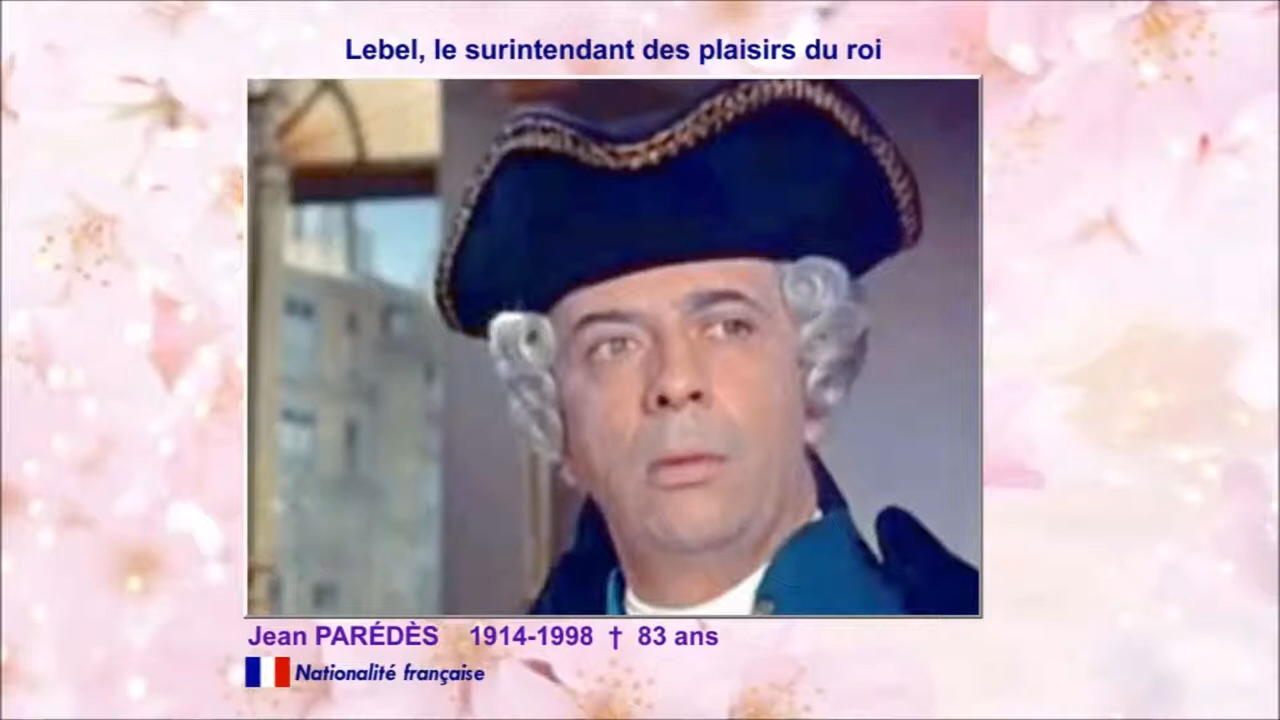 Lebel, le surintendant des plaisirs du roi
Jean PARÉDÈS 1914-1998 † 83 ans
Nationalité française